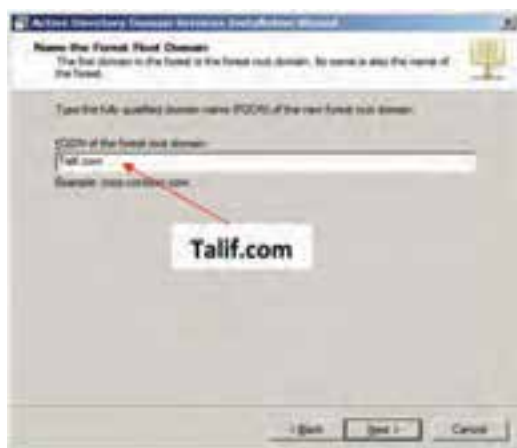 Active Directory Domain Services Installation Wizard
Name the Forest Root Domain
The first domain in the forest is the forest root domain. Its name is also the name of
the forest.
Type the fully qualified domain name (FQDN) of the new forest root domain.
FQDN of the forest root domain:
Talif.com
Example: corp.contoso.com
Talif.com
< Back
Next >
Cancel